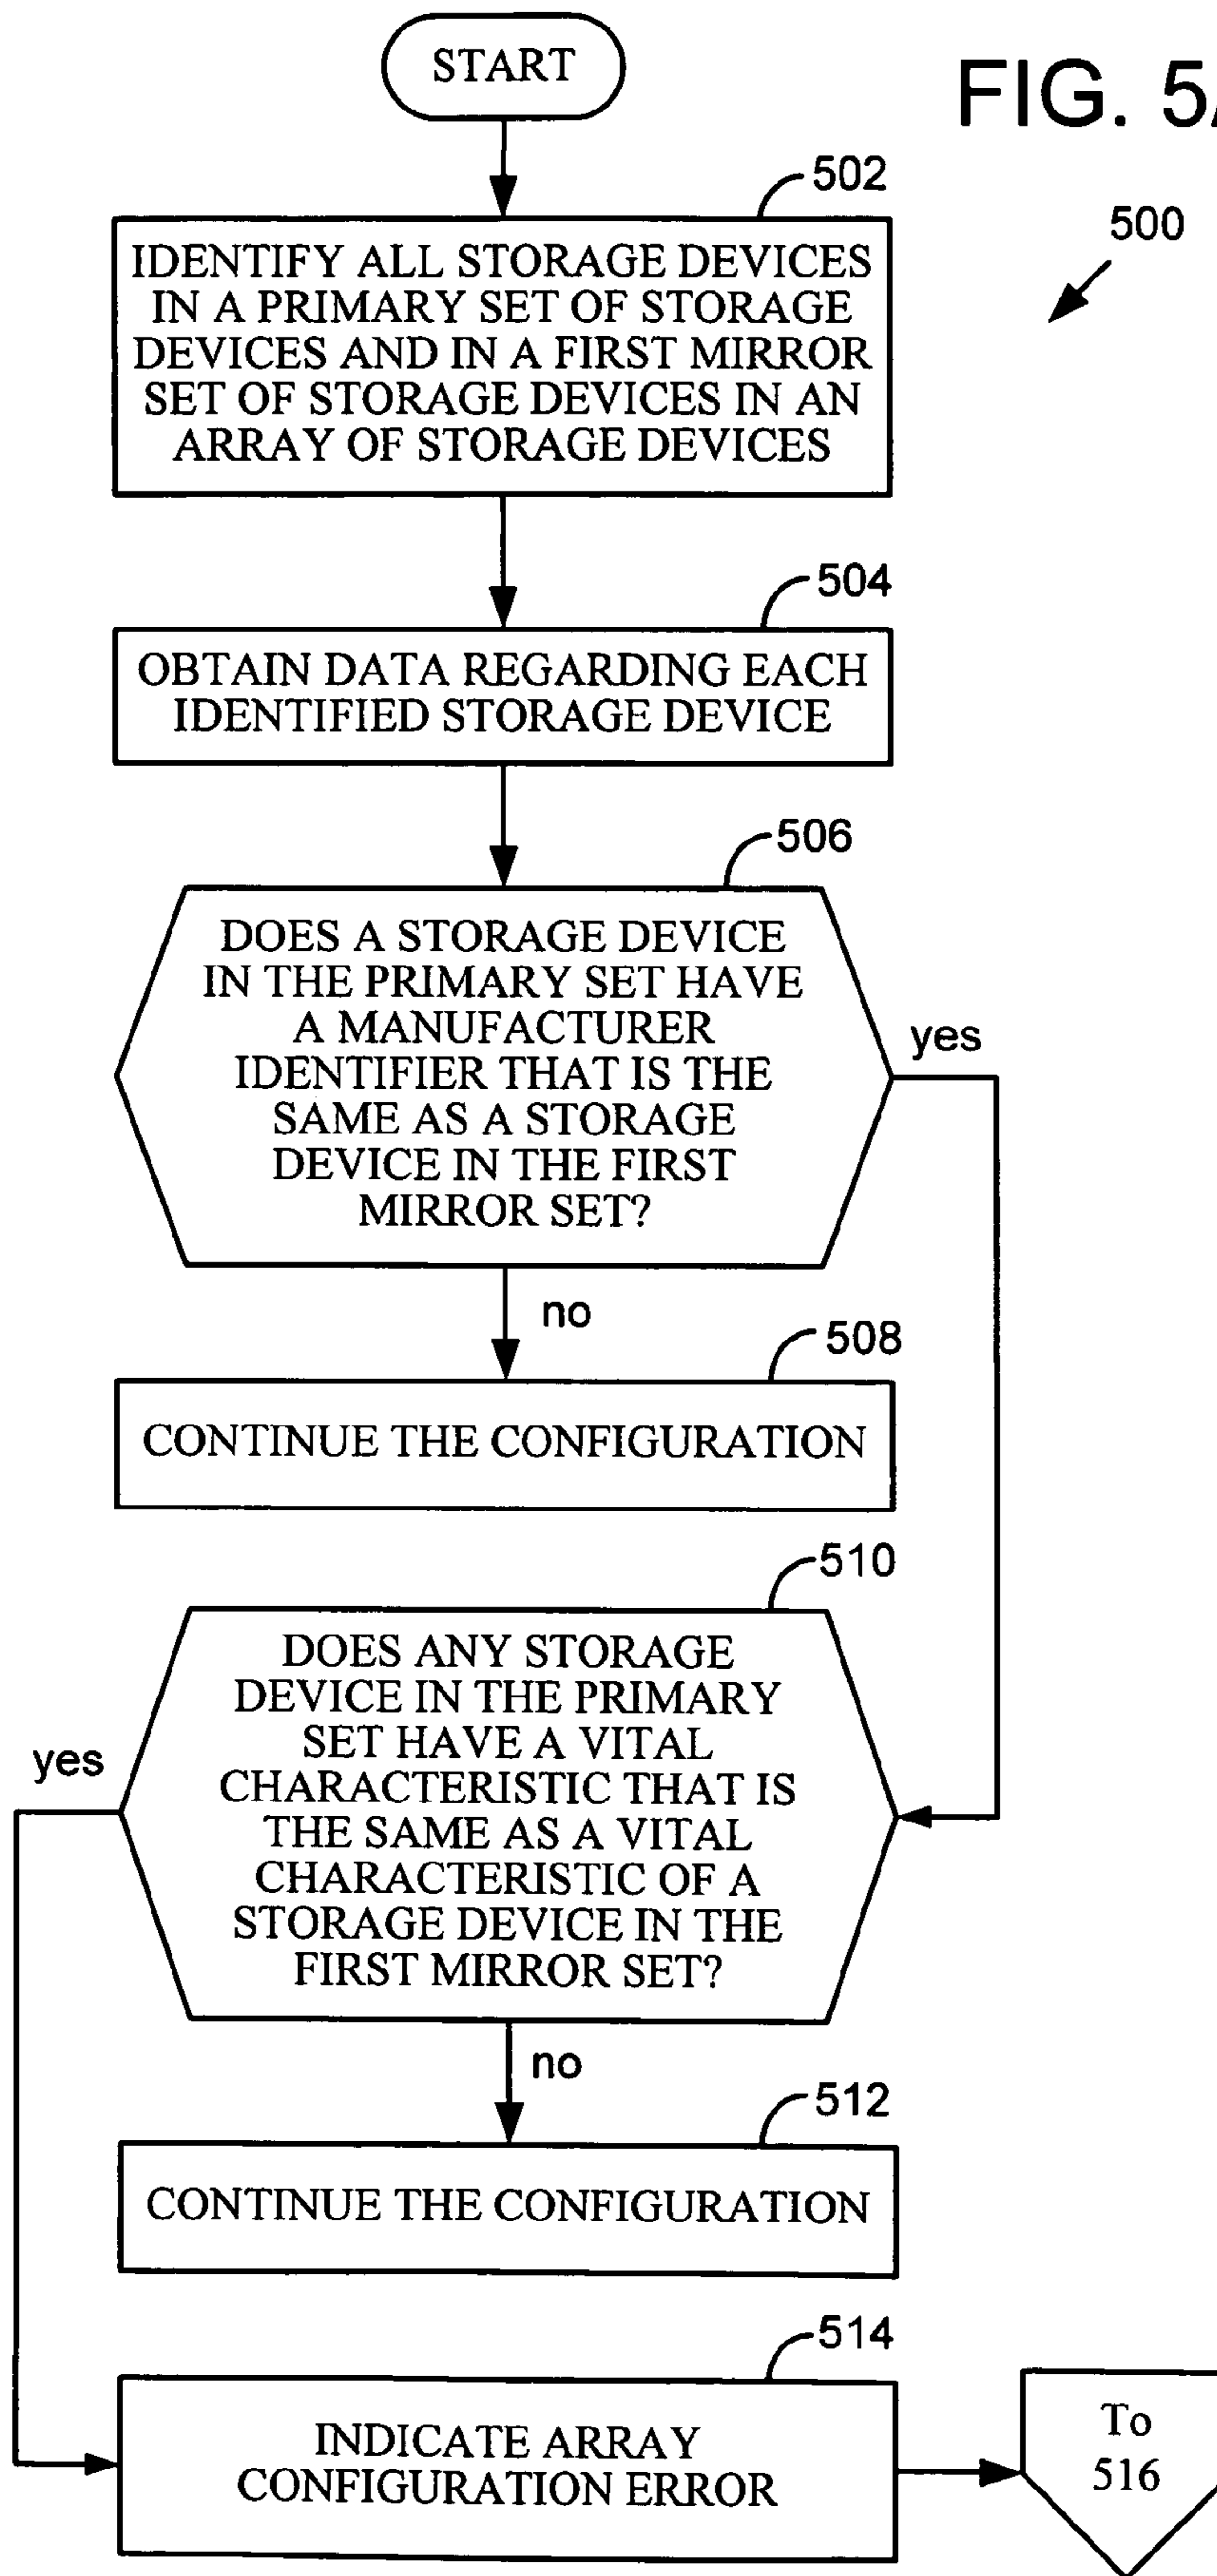 START
FIG. 5
502
500
IDENTIFY ALL STORAGE DEVICES
IN A PRIMARY SET OF STORAGE
DEVICES AND IN A FIRST MIRROR
SET OF STORAGE DEVICES IN AN
ARRAY OF STORAGE DEVICES
504
OBTAIN DATA REGARDING EACH
IDENTIFIED STORAGE DEVICE
506
DOES A STORAGE DEVICE
IN THE PRIMARY SET HAVE
A MANUFACTURER
IDENTIFIER THAT IS THE
SAME AS A STORAGE
DEVICE IN THE FIRST
MIRROR SET?
yes
no
508
CONTINUE THE CONFIGURATION
510
DOES ANY STORAGE
DEVICE IN THE PRIMARY
SET HAVE A VITAL
CHARACTERISTIC THAT IS
THE SAME AS A VITAL
CHARACTERISTIC OF A
STORAGE DEVICE IN THE
FIRST MIRROR SET?
yes
no
512
CONTINUE THE CONFIGURATION
514
INDICATE ARRAY
CONFIGURATION ERROR
To
516